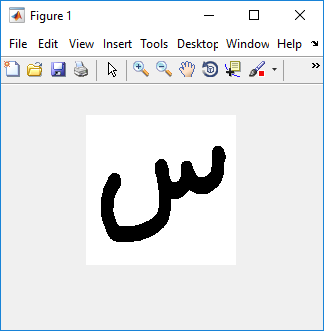 Figure 1
File Edit View Insert Tools Desktop Window Help
س